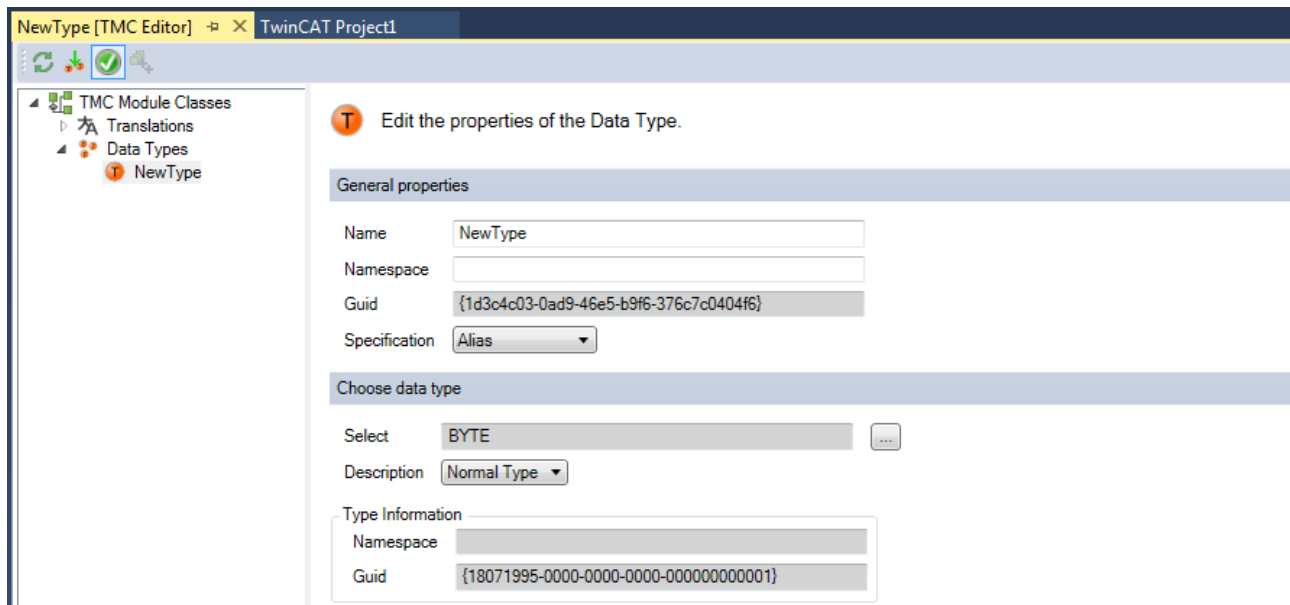 NewType [TMC Editor] TwinCAT Project1
TMC Module Classes
Translations
Data Types
T NewType
T Edit the properties of the Data Type.
General properties
Name NewType
Namespace
Guid {1d3c4c03-0ad9-46e5-b9f6-376c7c0404f6}
Specification Alias
Choose data type
Select BYTE ...
Description Normal Type
Type Information
Namespace
Guid {18071995-0000-0000-0000-000000000001}